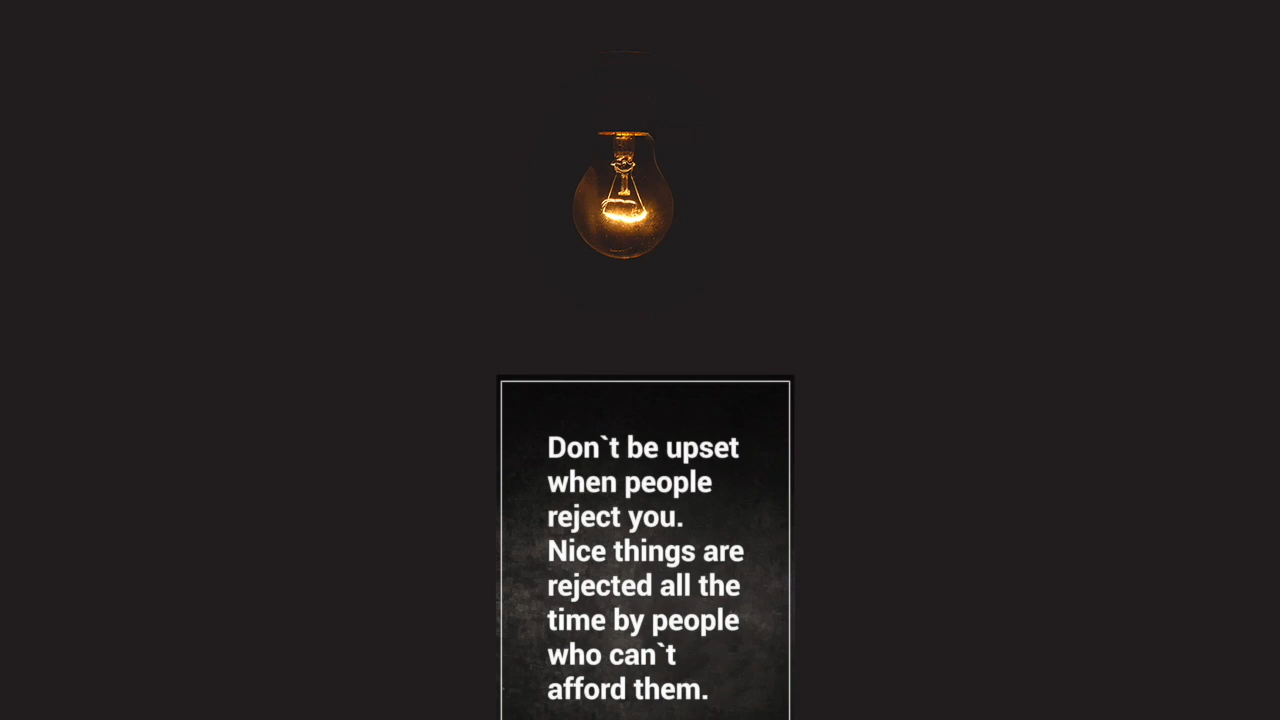 Don`t be upset
when people
reject you.
Nice things are
rejected all the
time by people
who can`t
afford them.